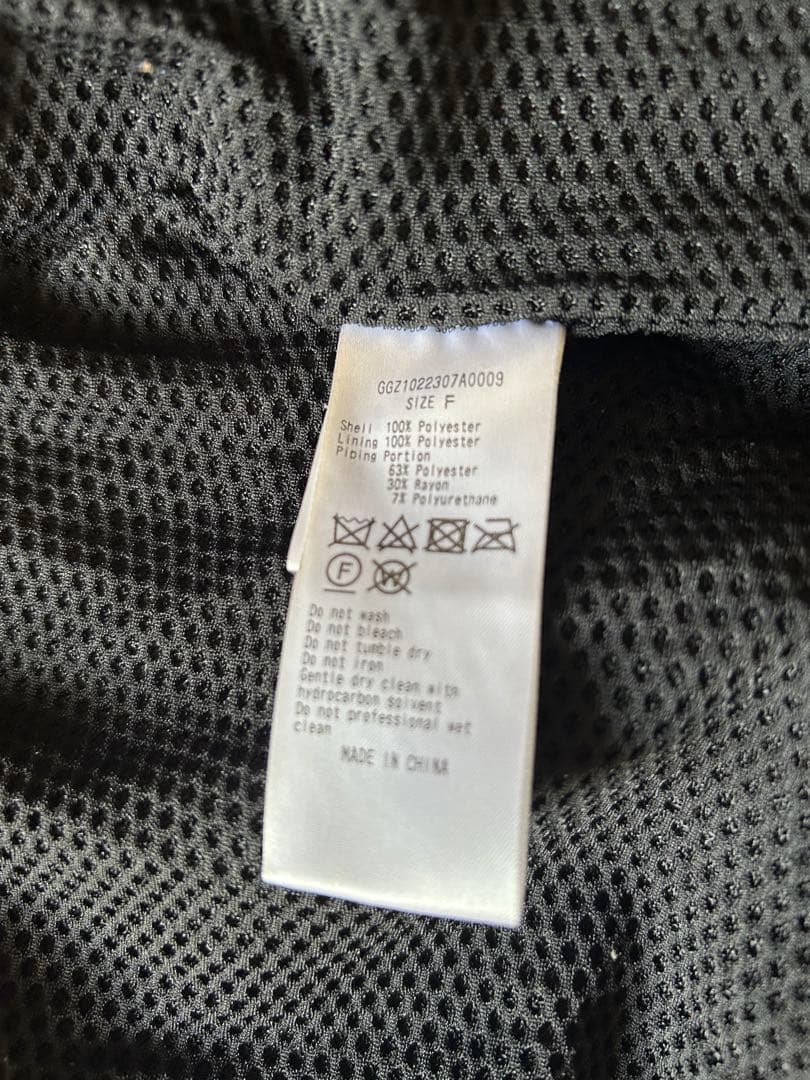 GGZ1022307A0009
SIZE F
Shell 100% Polyester
Lining 100% Polyester
Piping Portion
63% Polyester
30% Rayon
7% Polyurethane
F W
Do not wash
Do not bleach
Do not tumble dry
Do not iron
Gentle dry clean with
hydrocarbon solvent
Do not professional wet
clean
MADE IN CHINA